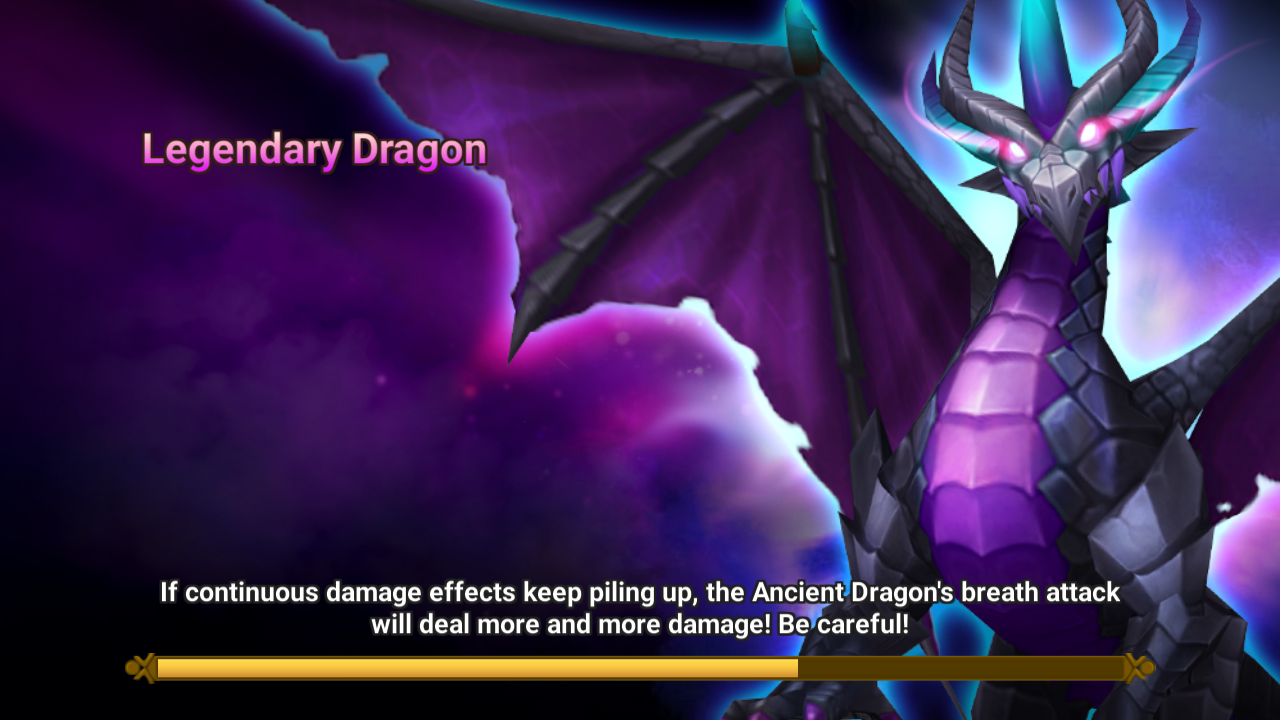 Legendary Dragon
If continuous damage effects keep piling up, the Ancient Dragon's breath attack
will deal more and more damage! Be careful!